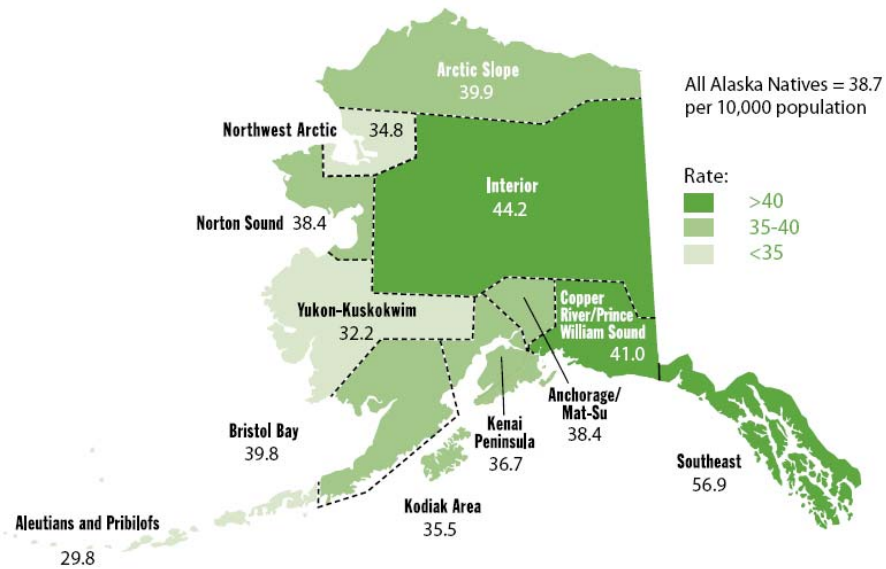 Arctic Slope
39.9
All Alaska Natives = 38.7
per 10,000 population
Northwest Arctic
34.8
Rate:
>40
35-40
<35
Interior
44.2
Norton Sound
38.4
Yukon-Kuskokwim
32.2
Copper
River/Prince
William Sound
41.0
Anchorage/
Mat-Su
38.4
Kenai
Peninsula
36.7
Bristol Bay
39.8
Southeast
56.9
Kodiak Area
35.5
Aleutians and Pribilofs
29.8